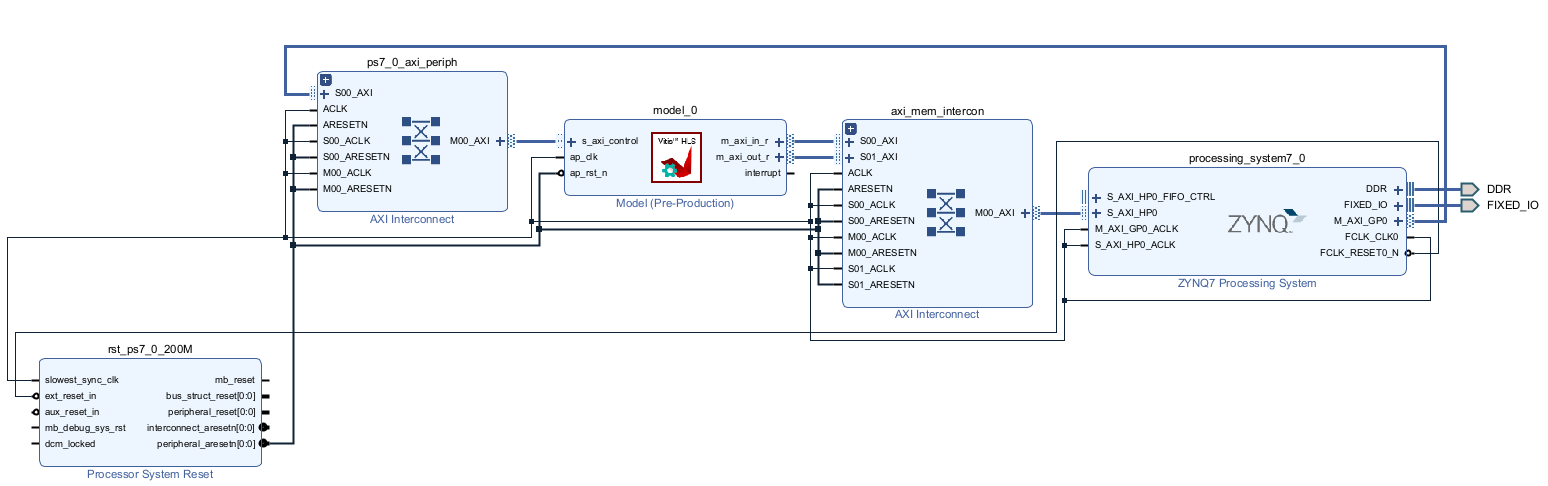 ps7_0_axi_periph
S00_AXI
ACLK
ARESETN
S00_ACLK
S00_ARESETN
M00_ACLK
M00_ARESETN
M00_AXI
AXI Interconnect
model_0
s_axi_control
ap_clk
ap_rst_n
Vitis™ HLS
m_axi_in_r
m_axi_out_r
interrupt
Model (Pre-Production)
axi_mem_intercon
S00_AXI
S01_AXI
ACLK
ARESETN
S00_ACLK
S00_ARESETN
M00_ACLK
M00_ARESETN
S01_ACLK
S01_ARESETN
M00_AXI
AXI Interconnect
processing_system7_0
S_AXI_HP0_FIFO_CTRL
S_AXI_HP0
M_AXI_GP0_ACLK
S_AXI_HP0_ACLK
ZYNQ
DDR
FIXED_IO
M_AXI_GP0
FCLK_CLK0
FCLK_RESET0_N
ZYNQ7 Processing System
DDR
FIXED_IO
rst_ps7_0_200M
slowest_sync_clk
ext_reset_in
aux_reset_in
mb_debug_sys_rst
dcm_locked
mb_reset
bus_struct_reset[0:0]
peripheral_reset[0:0]
interconnect_aresetn[0:0]
peripheral_aresetn[0:0]
Processor System Reset